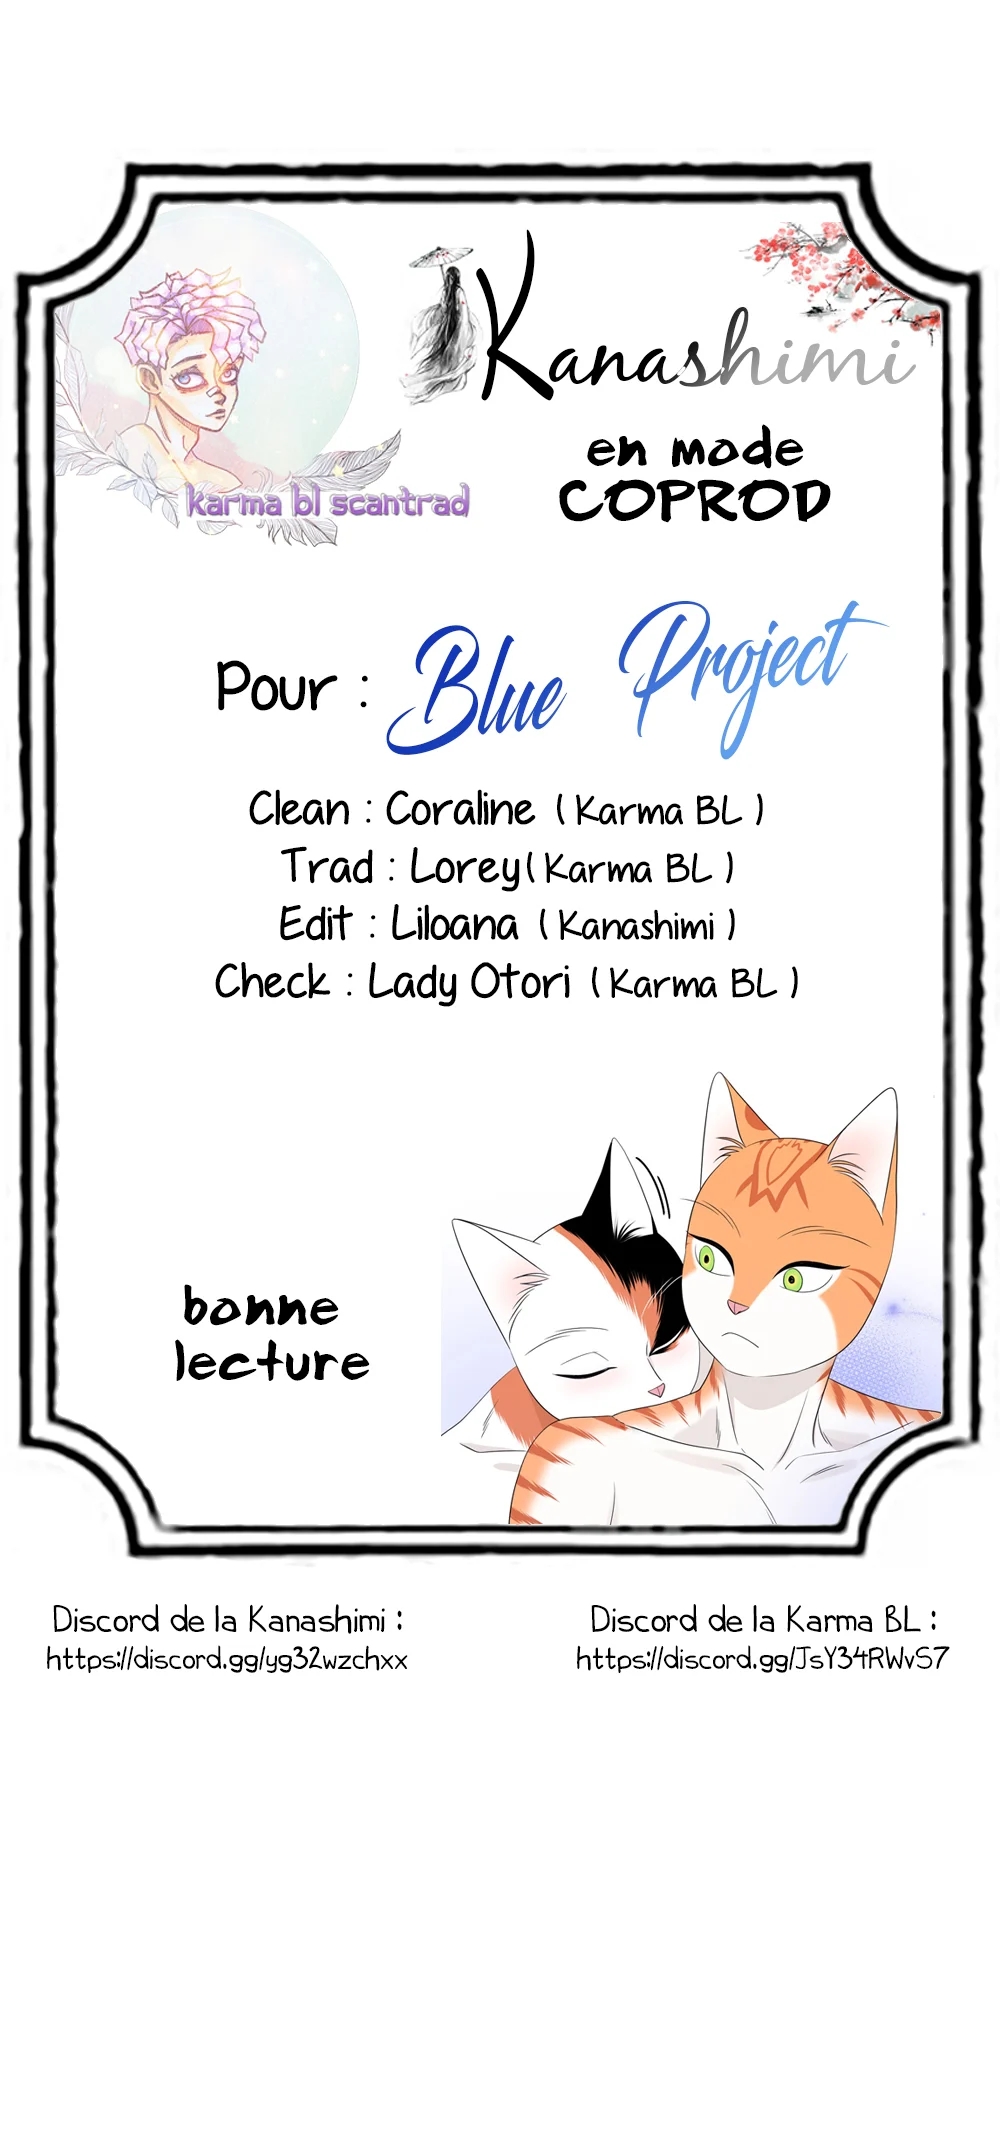 Kanashimi
en mode
COPROD
karma bl scantrad
Pour : Blue Project
Clean : Coraline ( Karma BL )
Trad : Lorey( Karma BL )
Edit : Liloana ( Kanashimi )
Check : Lady Otori ( Karma BL )
bonne
lecture
Discord de la Kanashimi :
https://discord.gg/yg32wzchxx
Discord de la Karma BL :
https://discord.gg/JsY34RWvS7